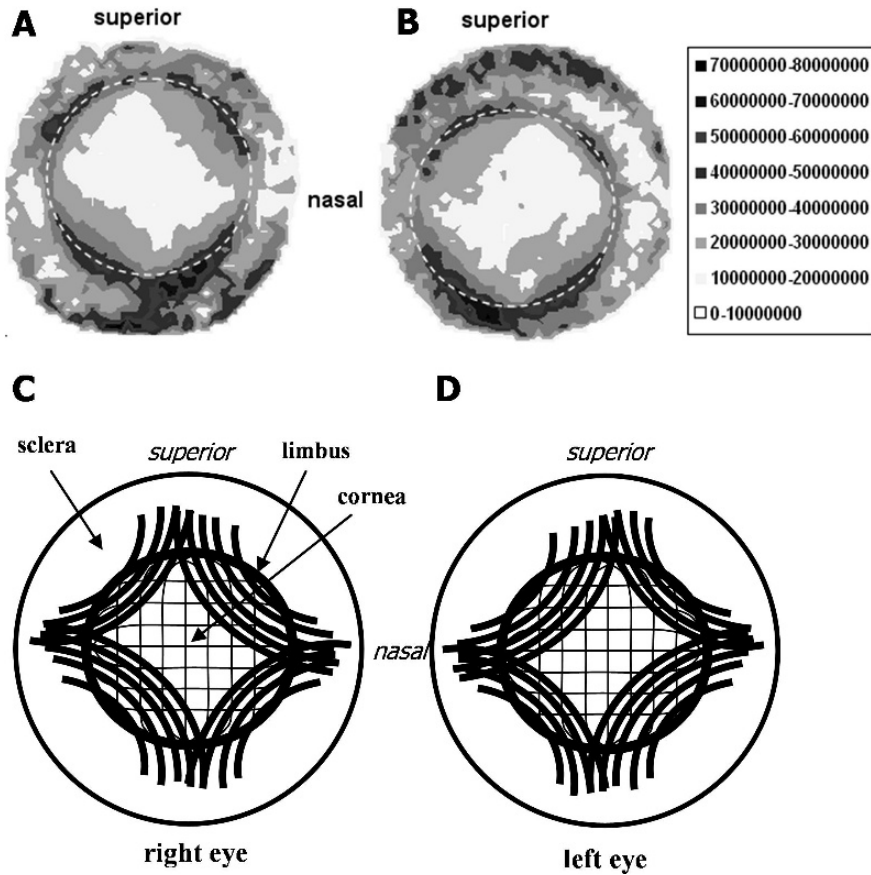 A
superior
B
superior
nasal
70000000-80000000
60000000-70000000
50000000-60000000
40000000-50000000
30000000-40000000
20000000-30000000
10000000-20000000
0-10000000
C
D
sclera
superior
limbus
cornea
superior
nasal
right eye
left eye